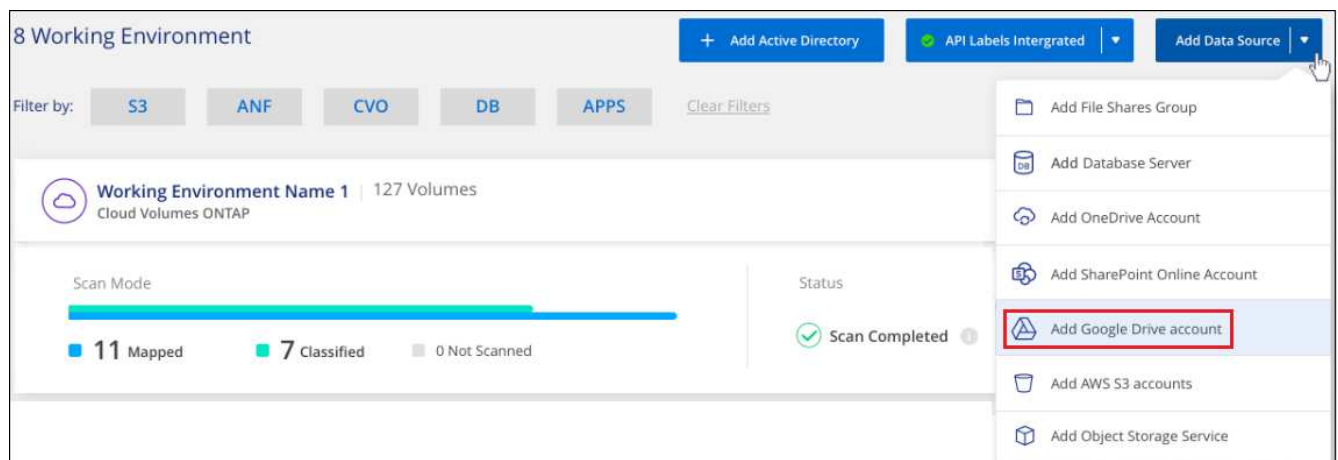 8 Working Environment
+ Add Active Directory
API Labels Intergrated
Add Data Source
Filter by:
S3
ANF
CVO
DB
APPS
Clear Filters
Add File Shares Group
DB
Add Database Server
Working Environment Name 1 | 127 Volumes
Cloud Volumes ONTAP
Add OneDrive Account
S
Add SharePoint Online Account
Scan Mode
Status
Add Google Drive account
11 Mapped
7 Classified
0 Not Scanned
Scan Completed
Add AWS S3 accounts
Add Object Storage Service